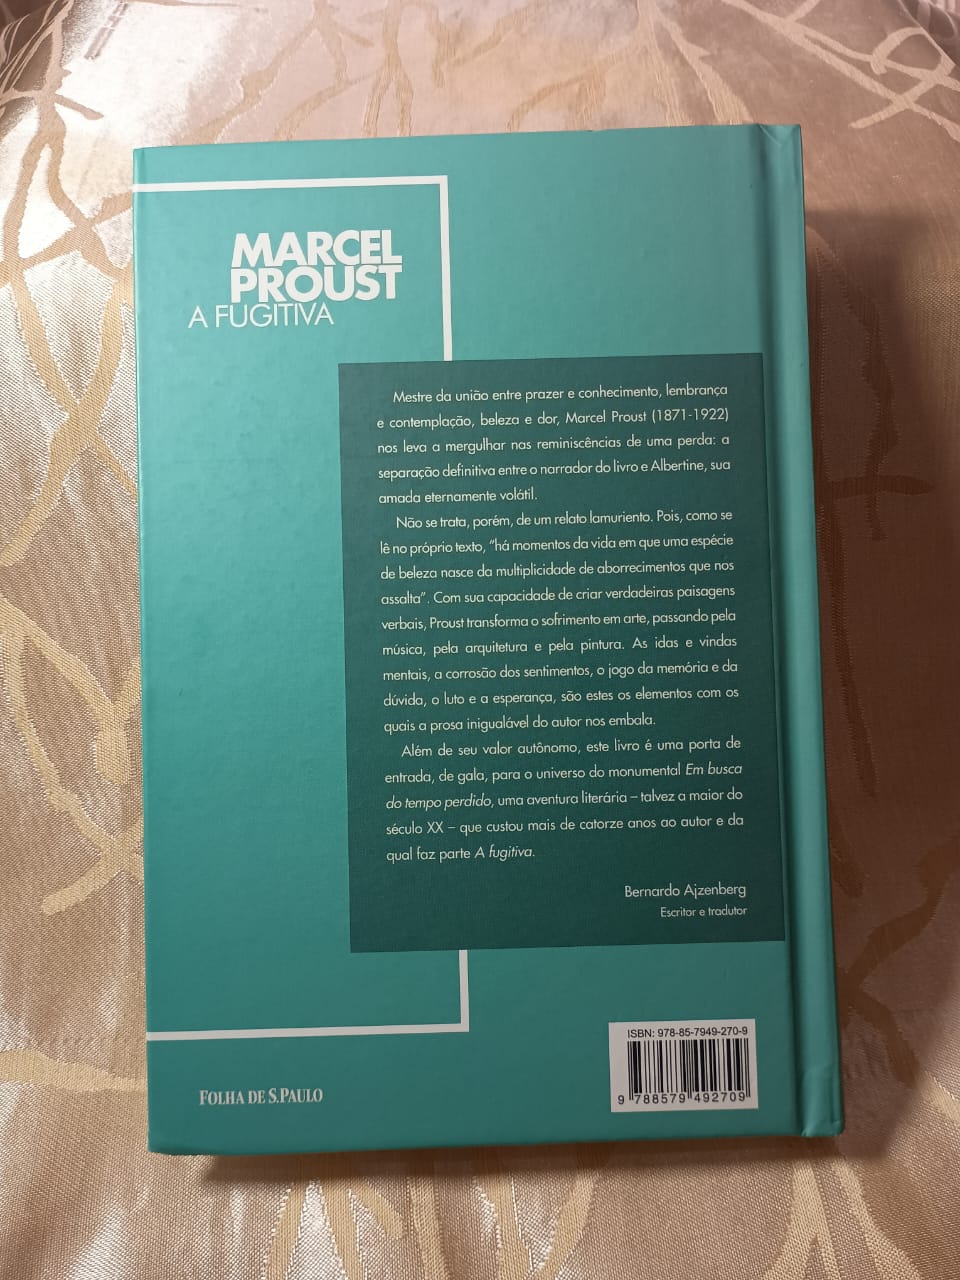 MARCEL
PROUST
A FUGITIVA
Mestre da união entre prazer e conhecimento, lembrança
e contemplação, beleza e dor, Marcel Proust (1871-1922)
nos leva a mergulhar nas reminiscências de uma perda: a
separação definitiva entre o narrador do livro e Albertine, sua
amada eternamente volátil.
Não se trata, porém, de um relato lamuriento. Pois, como se
lê no próprio texto, “há momentos da vida em que uma espécie
de beleza nasce da multiplicidade de aborrecimentos que nos
assalta”. Com sua capacidade de criar verdadeiras paisagens
verbais, Proust transforma o sofrimento em arte, passando pela
música, pela arquitetura e pela pintura. As idas e vindas
mentais, a corrosão dos sentimentos, o jogo da memória e da
dúvida, o luto e a esperança, são estes os elementos com os
quais a prosa inigualável do autor nos embala.
Além de seu valor autônomo, este livro é uma porta de
entrada, de gala, para o universo do monumental Em busca
do tempo perdido, uma aventura literária – talvez a maior do
século XX – que custou mais de catorze anos ao autor e da
qual faz parte A fugitiva.
Bernardo Ajzenberg
Escritor e tradutor
FOLHA DE S.PAULO
ISBN: 978-85-7949-270-9
9 788579 492709